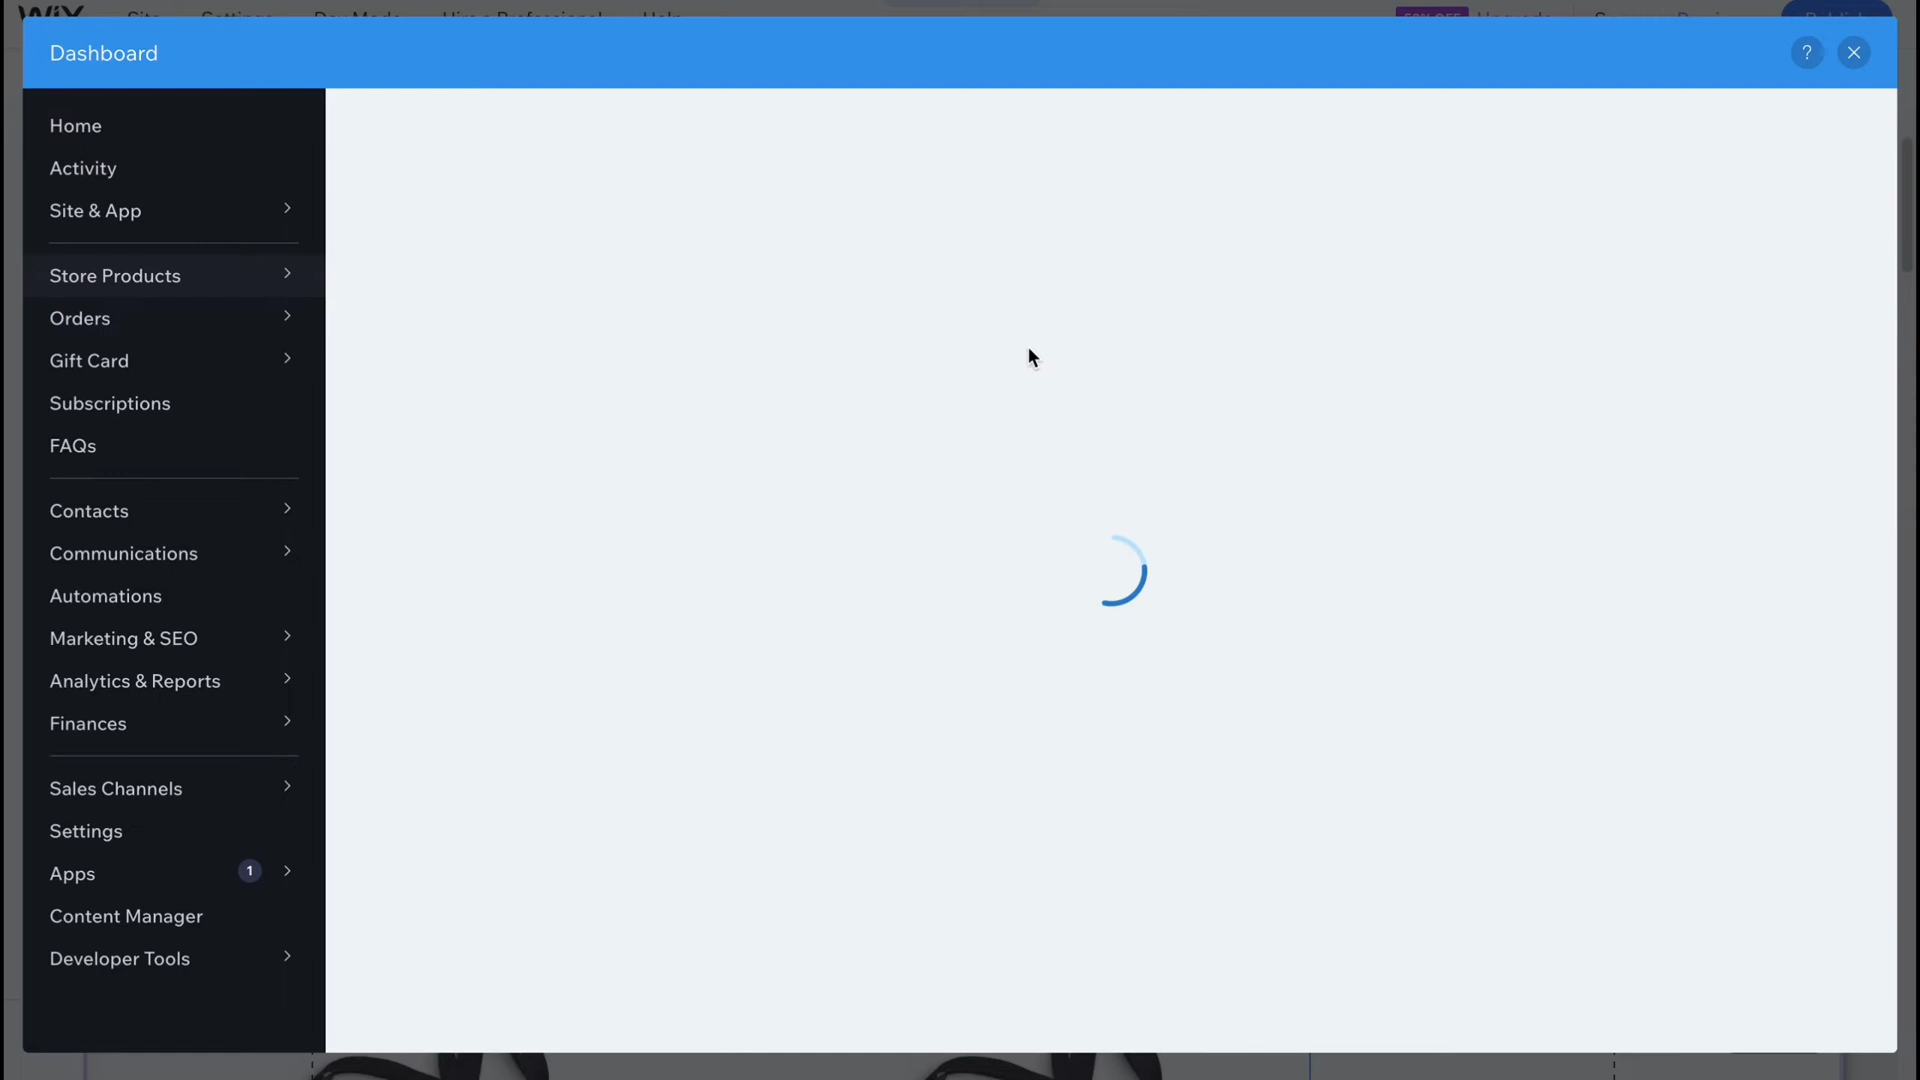 Dashboard
?
Home
Activity
Site & App
Store Products
Orders
Gift Card
Subscriptions
FAQs
Contacts
Communications
Automations
Marketing & SEO
Analytics & Reports
Finances
Sales Channels
Settings
Apps 1
Content Manager
Developer Tools